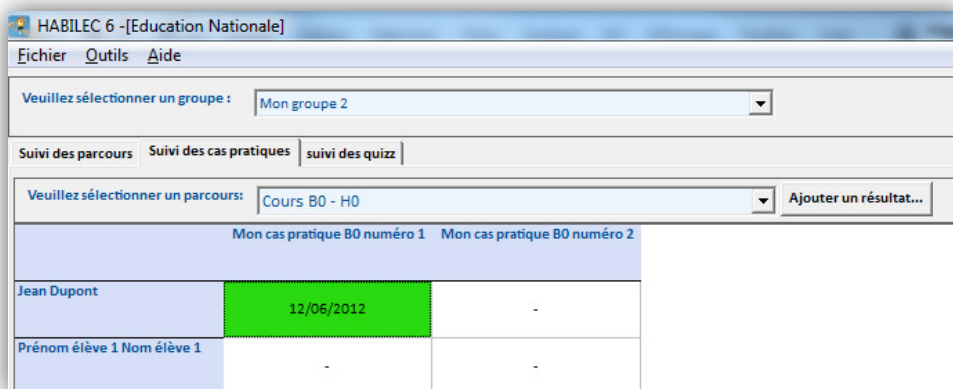 HABILEC 6 -[Education Nationale]
Fichier Outils Aide
Veuillez sélectionner un groupe : Mon groupe 2
Suivi des parcours Suivi des cas pratiques suivi des quizz
Veuillez sélectionner un parcours: Cours B0 - H0 Ajouter un résultat...
Mon cas pratique B0 numéro 1 Mon cas pratique B0 numéro 2
Jean Dupont
12/06/2012 -
Prénom élève 1 Nom élève 1
- -